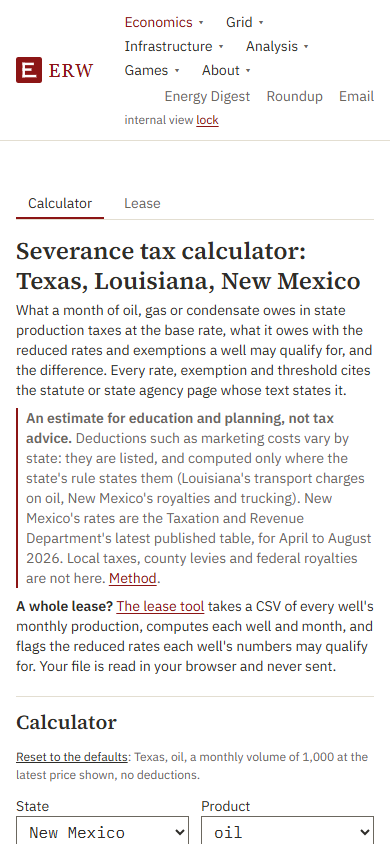 Economics
Grid
Infrastructure
Analysis
E ERW
Games
About
Energy Digest
Roundup
Email
internal view lock
Calculator
Lease
Severance tax calculator:
Texas, Louisiana, New Mexico
What a month of oil, gas or condensate owes in state
production taxes at the base rate, what it owes with the
reduced rates and exemptions a well may qualify for, and
the difference. Every rate, exemption and threshold cites
the statute or state agency page whose text states it.
An estimate for education and planning, not tax
advice. Deductions such as marketing costs vary by
state: they are listed, and computed only where the
state's rule states them (Louisiana's transport charges
on oil, New Mexico's royalties and trucking). New
Mexico's rates are the Taxation and Revenue
Department's latest published table, for April to August
2026. Local taxes, county levies and federal royalties
are not here. Method.
A whole lease? The lease tool takes a CSV of every well's
monthly production, computes each well and month, and
flags the reduced rates each well's numbers may qualify
for. Your file is read in your browser and never sent.
Calculator
Reset to the defaults: Texas, oil, a monthly volume of 1,000 at the
latest price shown, no deductions.
State
Product
New Mexico
oil